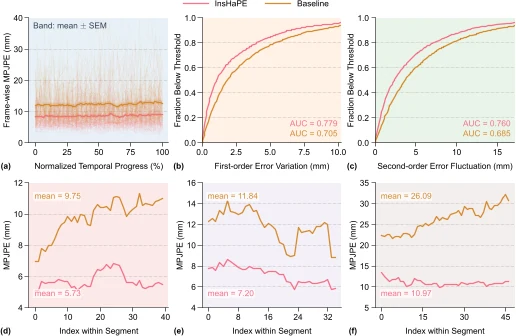 InsHaPE Baseline
Band: mean ± SEM
Frame-wise MPJPE (mm)
40
30
20
10
0
0 25 50 75 100
(a) Normalized Temporal Progress (%)
Fraction Below Threshold
1.0
0.8
0.6
0.4
0.2
0.0
AUC = 0.779
AUC = 0.705
0.0 2.5 5.0 7.5 10.0
(b) First-order Error Variation (mm)
Fraction Below Threshold
1.0
0.8
0.6
0.4
0.2
0.0
AUC = 0.760
AUC = 0.685
0 5 10 15
(c) Second-order Error Fluctuation (mm)
MPJPE (mm)
12
10
8
6
4
mean = 9.75
mean = 5.73
0 10 20 30 39
(d) Index within Segment
MPJPE (mm)
16
14
12
10
8
6
4
mean = 11.84
mean = 7.20
0 8 16 24 32
(e) Index within Segment
MPJPE (mm)
35
30
25
20
15
10
5
mean = 26.09
mean = 10.97
0 15 30 45
(f) Index within Segment